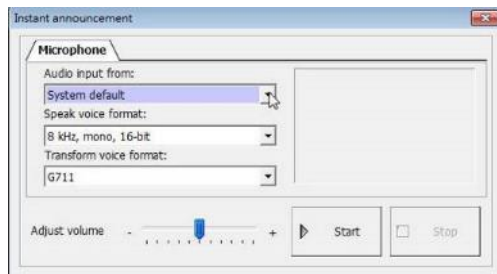 Instant announcement
Microphone
Audio input from:
System default
Speak voice format:
8 kHz, mono, 16-bit
Transform voice format:
G711
Adjust volume - +
Start
Stop